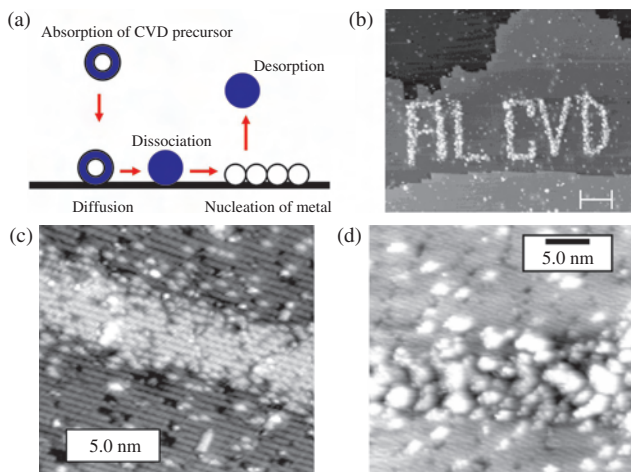 (a)
Absorption of CVD precursor
Desorption
Dissociation
Diffusion
Nucleation of metal
(b)
AL CVD
(c)
5.0 nm
(d)
5.0 nm